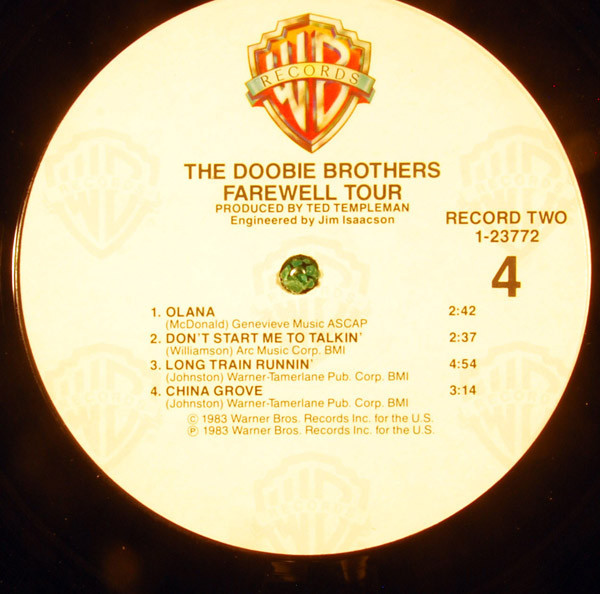 WB
RECORDS
THE DOOBIE BROTHERS
FAREWELL TOUR
PRODUCED BY TED TEMPLEMAN
Engineered by Jim Isaacson
RECORD TWO
1-23772
4
1. OLANA 2:42
(McDonald) Genevieve Music ASCAP
2. DON'T START ME TO TALKIN' 2:37
(Williamson) Arc Music Corp. BMI
3. LONG TRAIN RUNNIN' 4:54
(Johnston) Warner-Tamerlane Pub. Corp. BMI
4. CHINA GROVE 3:14
(Johnston) Warner-Tamerlane Pub. Corp. BMI
© 1983 Warner Bros. Records Inc. for the U.S.
℗ 1983 Warner Bros. Records Inc. for the U.S.